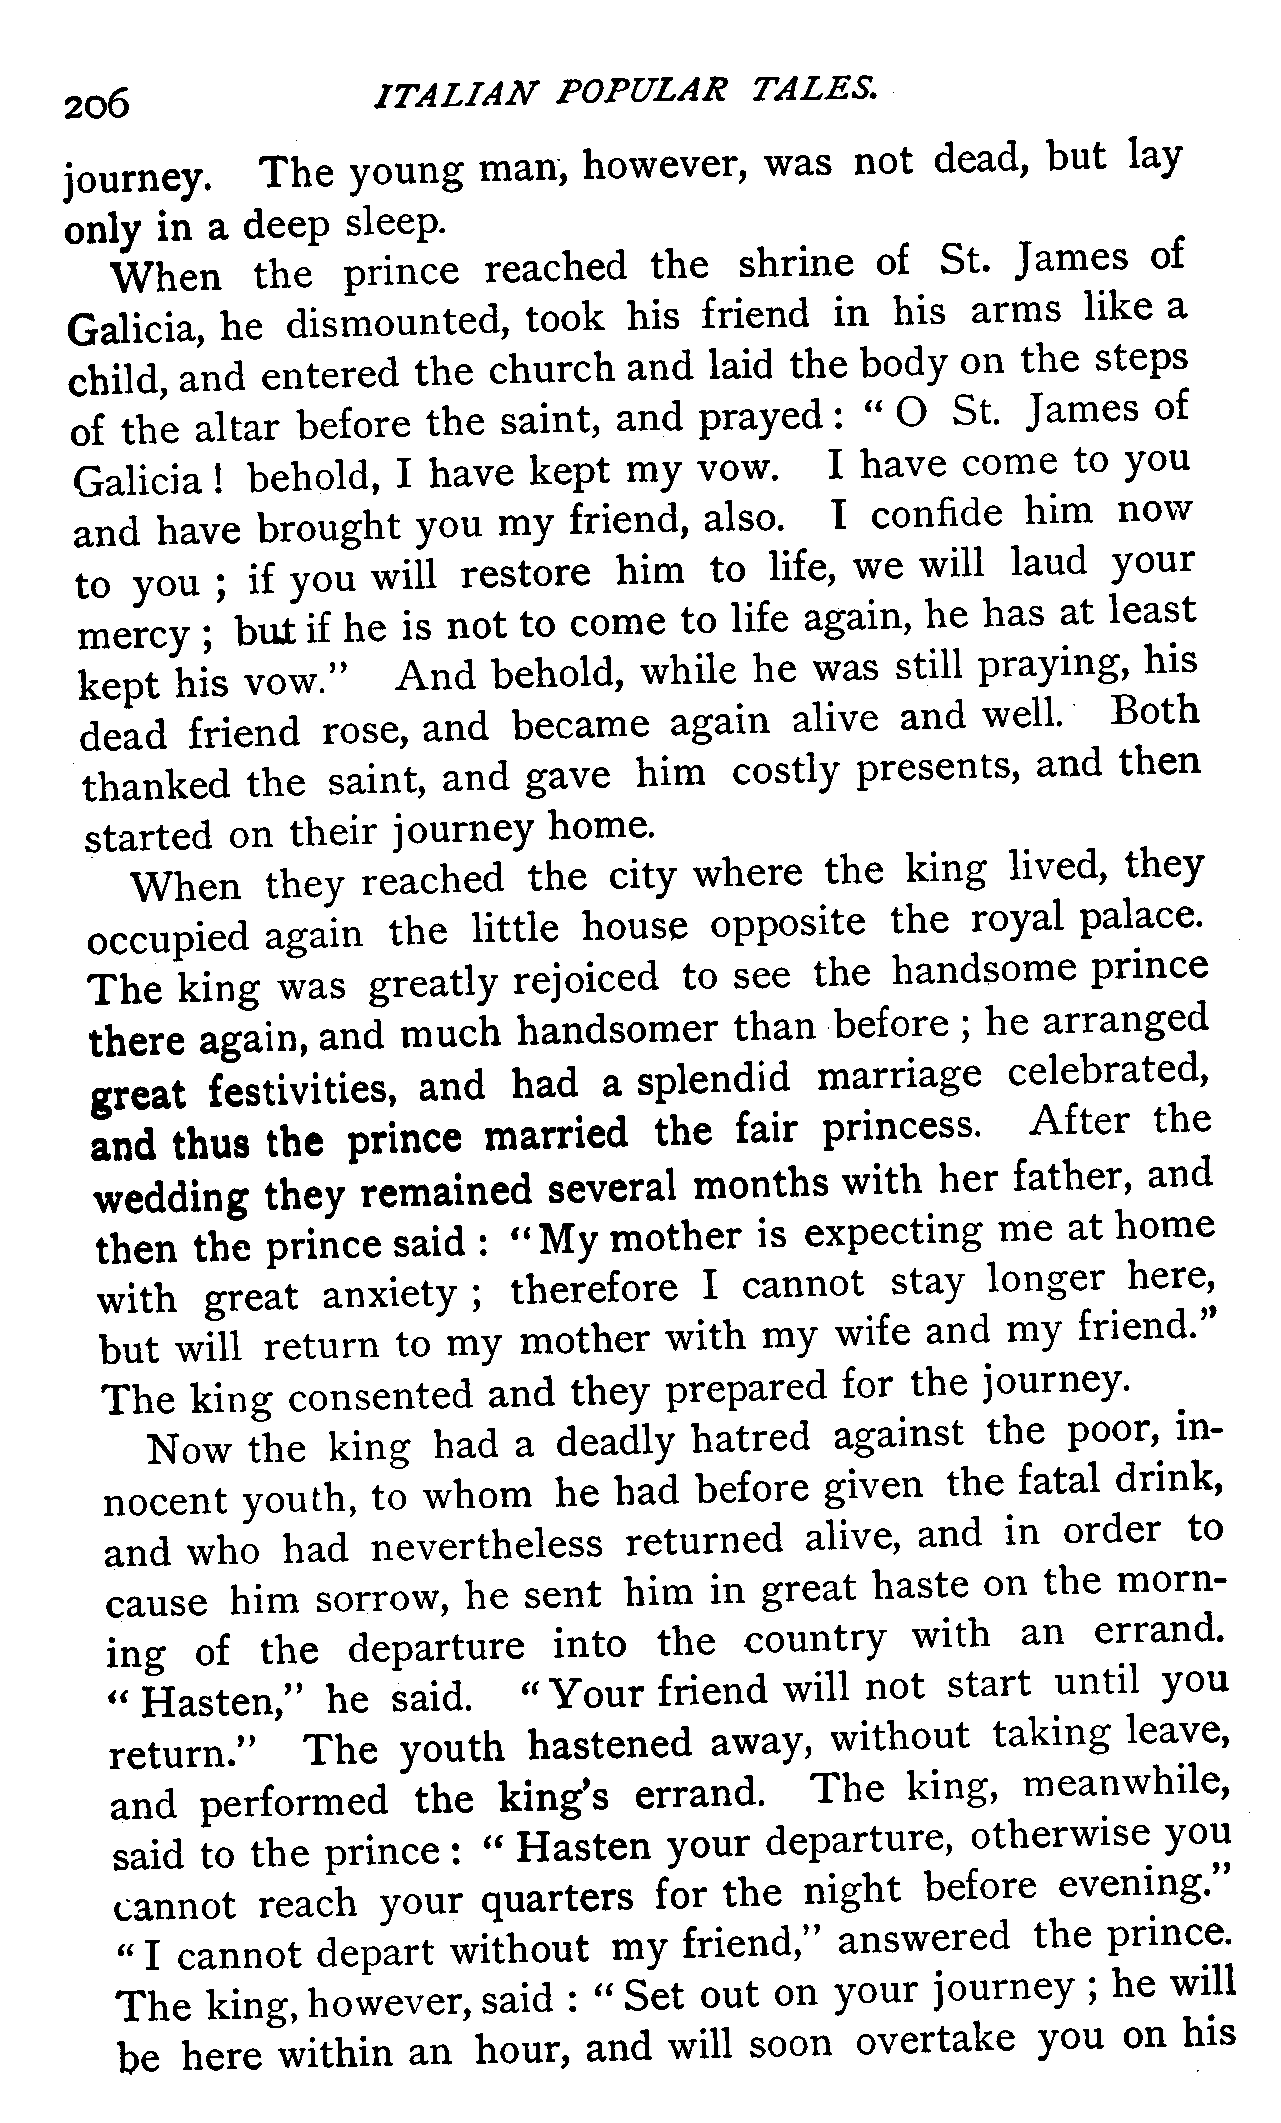 206 ITALIAN POPULAR TALES.
journey. The young man, however, was not dead, but lay
only in a deep sleep.
When the prince reached the shrine of St. James of
Galicia, he dismounted, took his friend in his arms like a
child, and entered the church and laid the body on the steps
of the altar before the saint, and prayed : “ O St. James of
Galicia ! behold, I have kept my vow. I have come to you
and have brought you my friend, also. I confide him now
to you ; if you will restore him to life, we will laud your
mercy ; but if he is not to come to life again, he has at least
kept his vow.” And behold, while he was still praying, his
dead friend rose, and became again alive and well. Both
thanked the saint, and gave him costly presents, and then
started on their journey home.
When they reached the city where the king lived, they
occupied again the little house opposite the royal palace.
The king was greatly rejoiced to see the handsome prince
there again, and much handsomer than before ; he arranged
great festivities, and had a splendid marriage celebrated,
and thus the prince married the fair princess. After the
wedding they remained several months with her father, and
then the prince said : “ My mother is expecting me at home
with great anxiety ; therefore I cannot stay longer here,
but will return to my mother with my wife and my friend.”
The king consented and they prepared for the journey.
Now the king had a deadly hatred against the poor, in-
nocent youth, to whom he had before given the fatal drink,
and who had nevertheless returned alive, and in order to
cause him sorrow, he sent him in great haste on the morn-
ing of the departure into the country with an errand.
“ Hasten,” he said. “ Your friend will not start until you
return.” The youth hastened away, without taking leave,
and performed the king’s errand. The king, meanwhile,
said to the prince : “ Hasten your departure, otherwise you
cannot reach your quarters for the night before evening.”
“ I cannot depart without my friend,” answered the prince.
The king, however, said : “ Set out on your journey ; he will
be here within an hour, and will soon overtake you on his